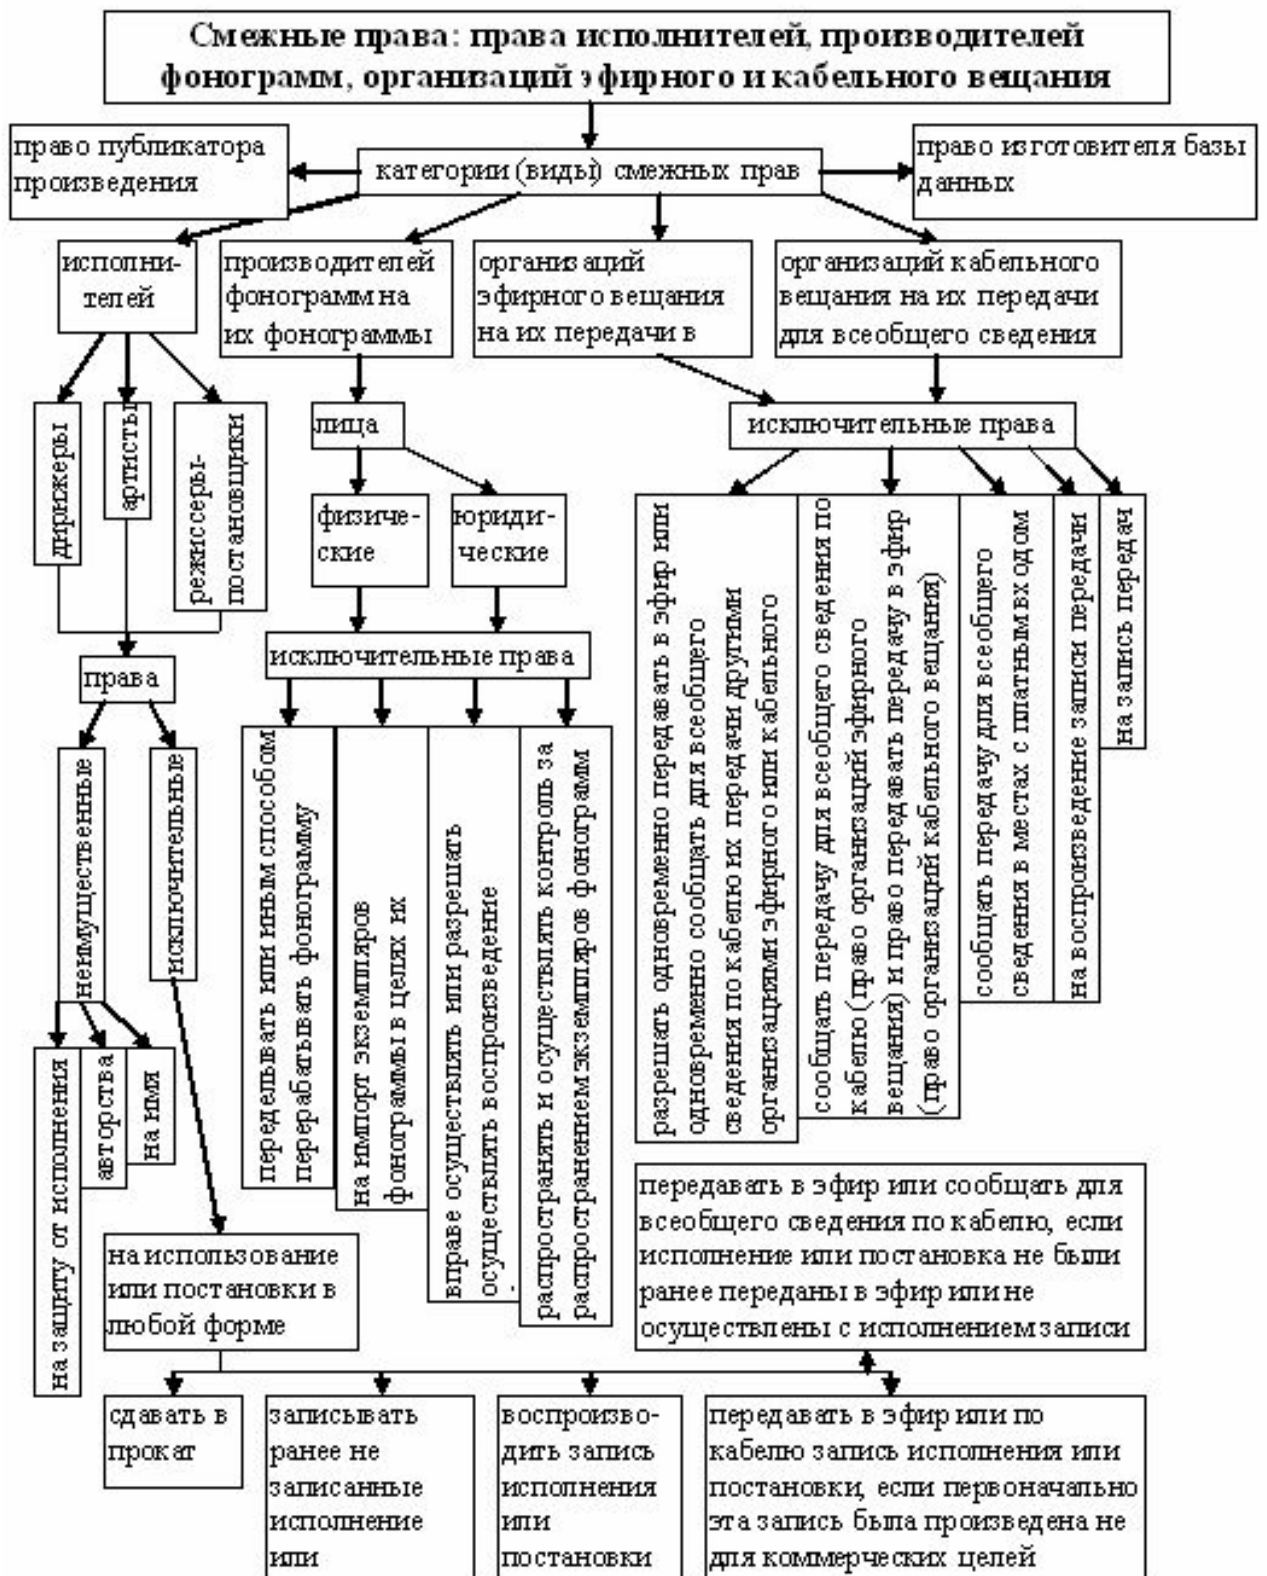 Смежные права: права исполнителей, производителей
фонограмм, организаций эфирного и кабельного вещания
право публикатора
произведения
категории (виды) смежных прав
право изготовителя базы
данных
исполни-
телей
производителей
фонограмм на
их фонограммы
организаций
эфирного вещания
на их передачи в
организаций кабельного
вещания на их передачи
для всеобщего сведения
дирижеры
артисты
режиссеры-
постановщики
лица
исключительные права
физиче-
ские
юриди-
ческие
права
исключительные права
неимущественные
исключительные
на защиту от исполнения
авторства
на имя
переделывать или иным способом
перерабатывать фонограмму
на импорт экземпляров
фонограммы в целях их
вправе осуществлять или разрешать
осуществлять воспроизведение
распространять и осуществлять контроль за
распространением экземпляров фонограмм
разрешать одновременно передавать в эфир или
одновременно сообщать для всеобщего
сведения по кабелю их передачи другими
организациями эфирного или кабельного
сообщать передачу для всеобщего сведения по
кабелю (право организаций эфирного
вещания) и право передавать передачу в эфир
(право организаций кабельного вещания)
сообщать передачу для всеобщего
сведения в местах с платным входом
на воспроизведение записи передачи
на запись передач
на использование
или постановки в
любой форме
передавать в эфир или сообщать для
всеобщего сведения по кабелю, если
исполнение или постановка не были
ранее переданы в эфир или не
осуществлены с исполнением записи
сдавать в
прокат
записывать
ранее не
записанные
исполнение
или
воспроизво-
дить запись
исполнения
или
постановки
передавать в эфир или по
кабелю запись исполнения или
постановки, если первоначально
эта запись была произведена не
для коммерческих целей